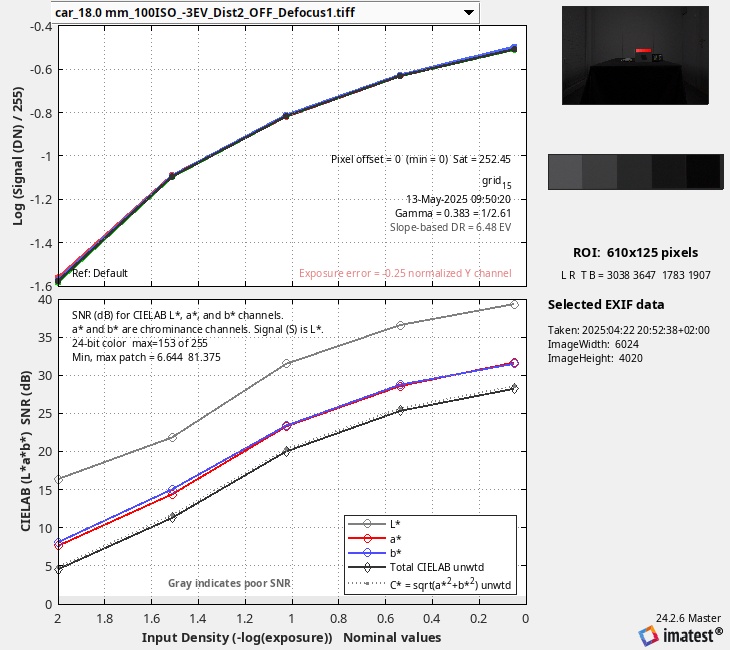 car_18.0 mm_100ISO_-3EV_Dist2_OFF_Defocus1.tiff
-0.4
-0.6
-0.8
-1
-1.2
-1.4
-1.6
Log (Signal (DN) / 255)
Pixel offset = 0 (min = 0) Sat = 252.45
grid15
13-May-2025 09:50:20
Gamma = 0.383 = 1/2.61
Slope-based DR = 6.48 EV
Ref: Default
Exposure error = -0.25 normalized Y channel
40
35
30
25
20
15
10
5
0
CIELAB (L*a*b*) SNR (dB)
SNR (dB) for CIELAB L*, a*, and b* channels.
a* and b* are chrominance channels. Signal (S) is L*.
24-bit color max=153 of 255
Min, max patch = 6.644 81.375
L*
a*
b*
Total CIELAB unwtd
C* = sqrt(a*2+b*2) unwtd
Gray indicates poor SNR
2 1.8 1.6 1.4 1.2 1 0.8 0.6 0.4 0.2 0
Input Density (-log(exposure)) Nominal values
ROI: 610x125 pixels
L R T B = 3038 3647 1783 1907
Selected EXIF data
Taken: 2025:04:22 20:52:38+02:00
ImageWidth: 6024
ImageHeight: 4020
24.2.6 Master
imatest®